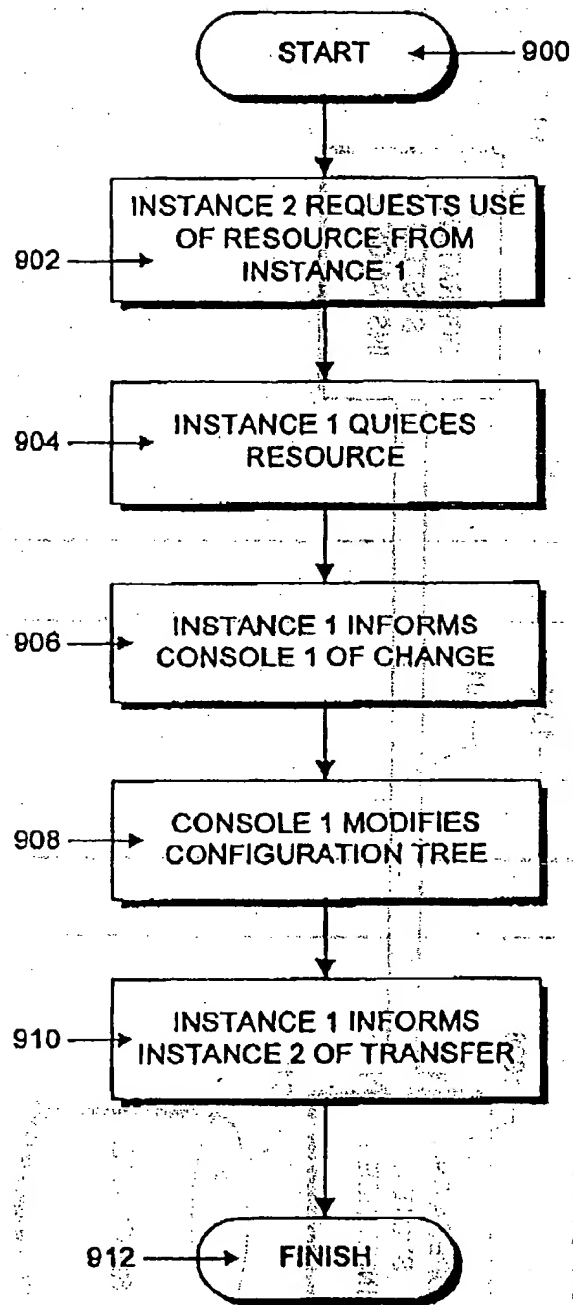 START
900
INSTANCE 2 REQUESTS USE
OF RESOURCE FROM
INSTANCE 1
902
INSTANCE 1 QUIECES
RESOURCE
904
INSTANCE 1 INFORMS
CONSOLE 1 OF CHANGE
906
CONSOLE 1 MODIFIES
CONFIGURATION TREE
908
INSTANCE 1 INFORMS
INSTANCE 2 OF TRANSFER
910
FINISH
912